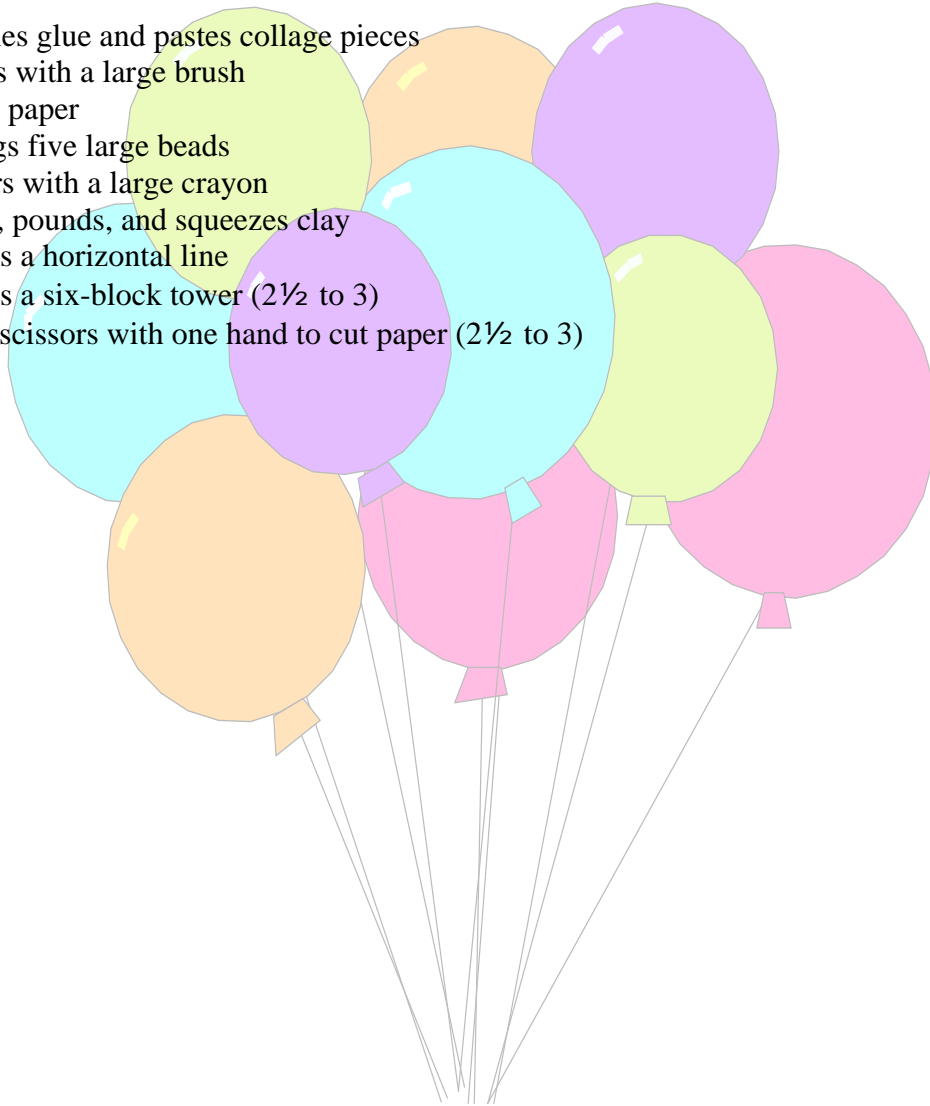 es glue and pastes collage pieces
s with a large brush
paper
gs five large beads
rs with a large crayon
, pounds, and squeezes clay
s a horizontal line
s a six-block tower (2½ to 3)
scissors with one hand to cut paper (2½ to 3)